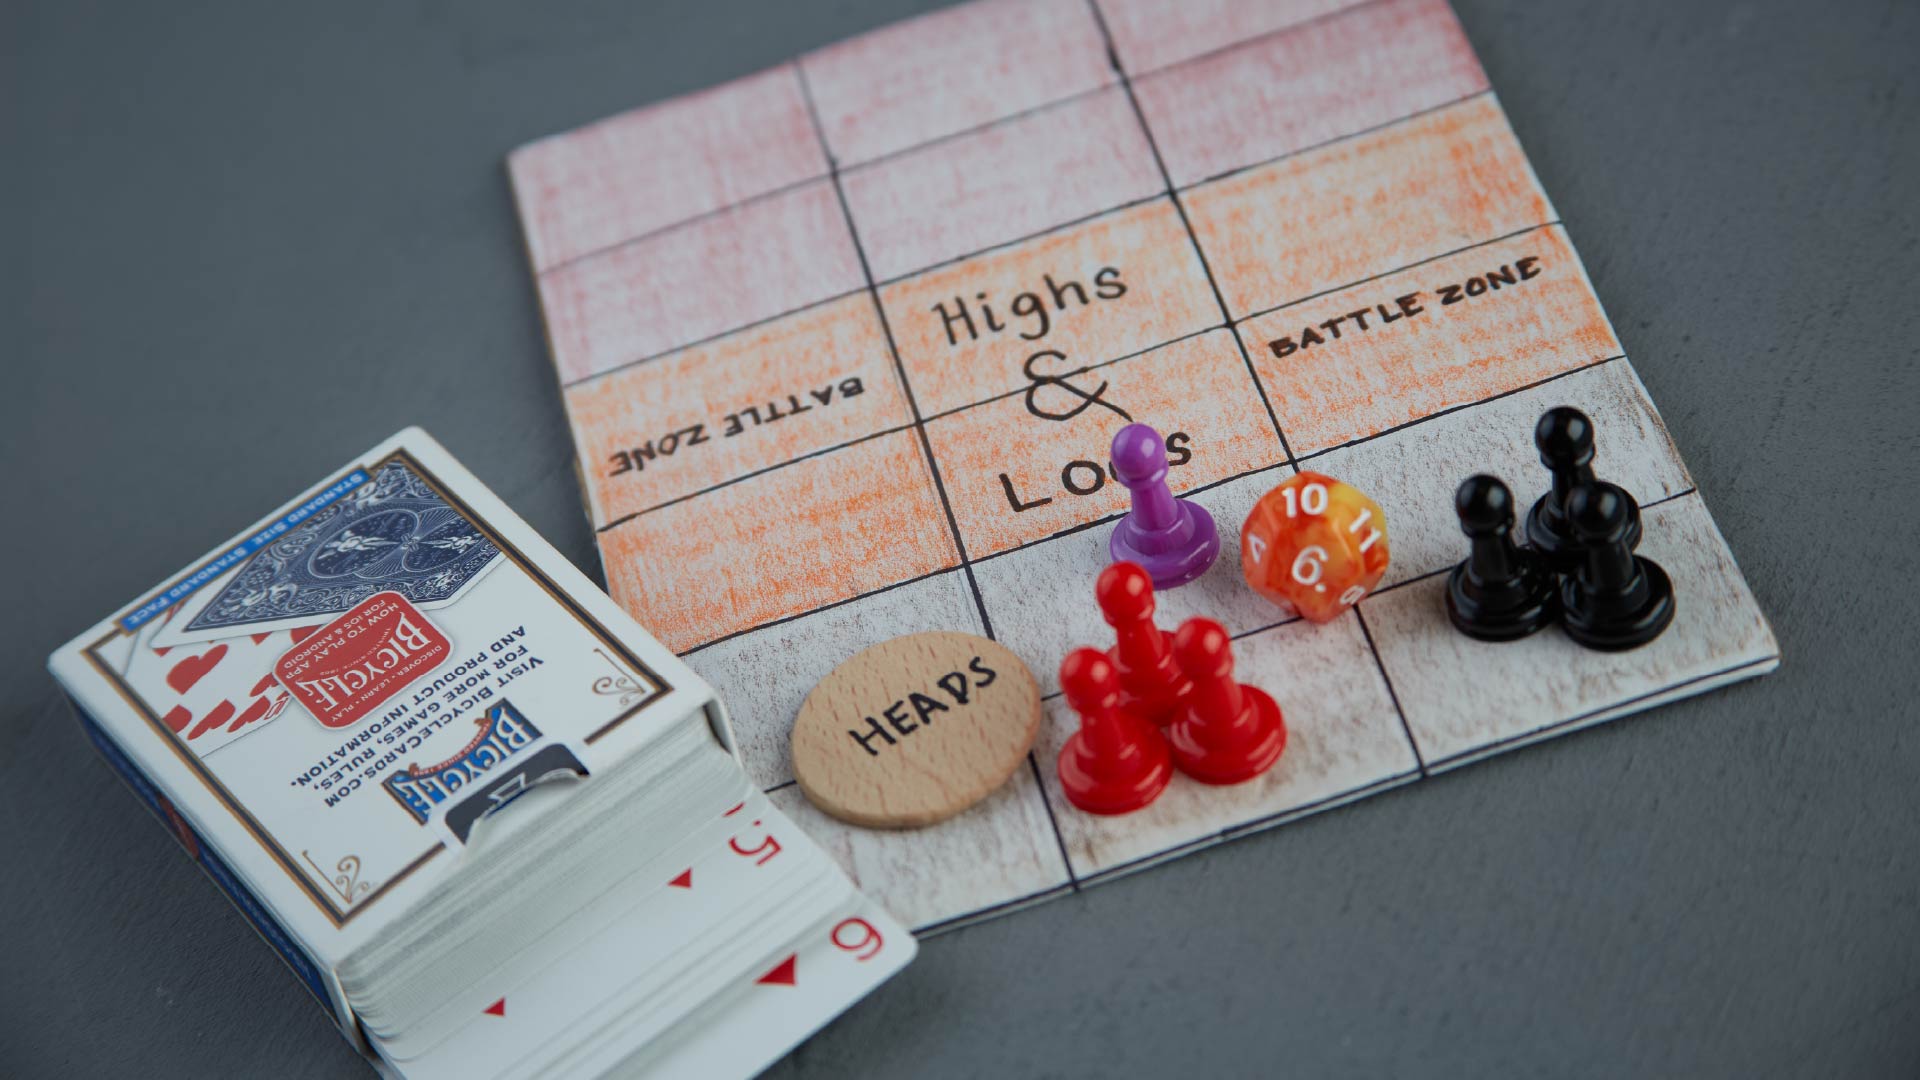 Highs
&
BATTLE ZONE
BATTLE ZONE
10
11
6.
HEADS
STANDARD SIZE STANDARD FACE
DISCOVER • LEARN • PLAY
BICYCLE
HOW TO PLAY APP
FOR IOS & ANDROID
VISIT BICYCLECARDS.COM
FOR MORE GAMES, RULES,
AND PRODUCT INFORMATION.
BICYCLE
5
6